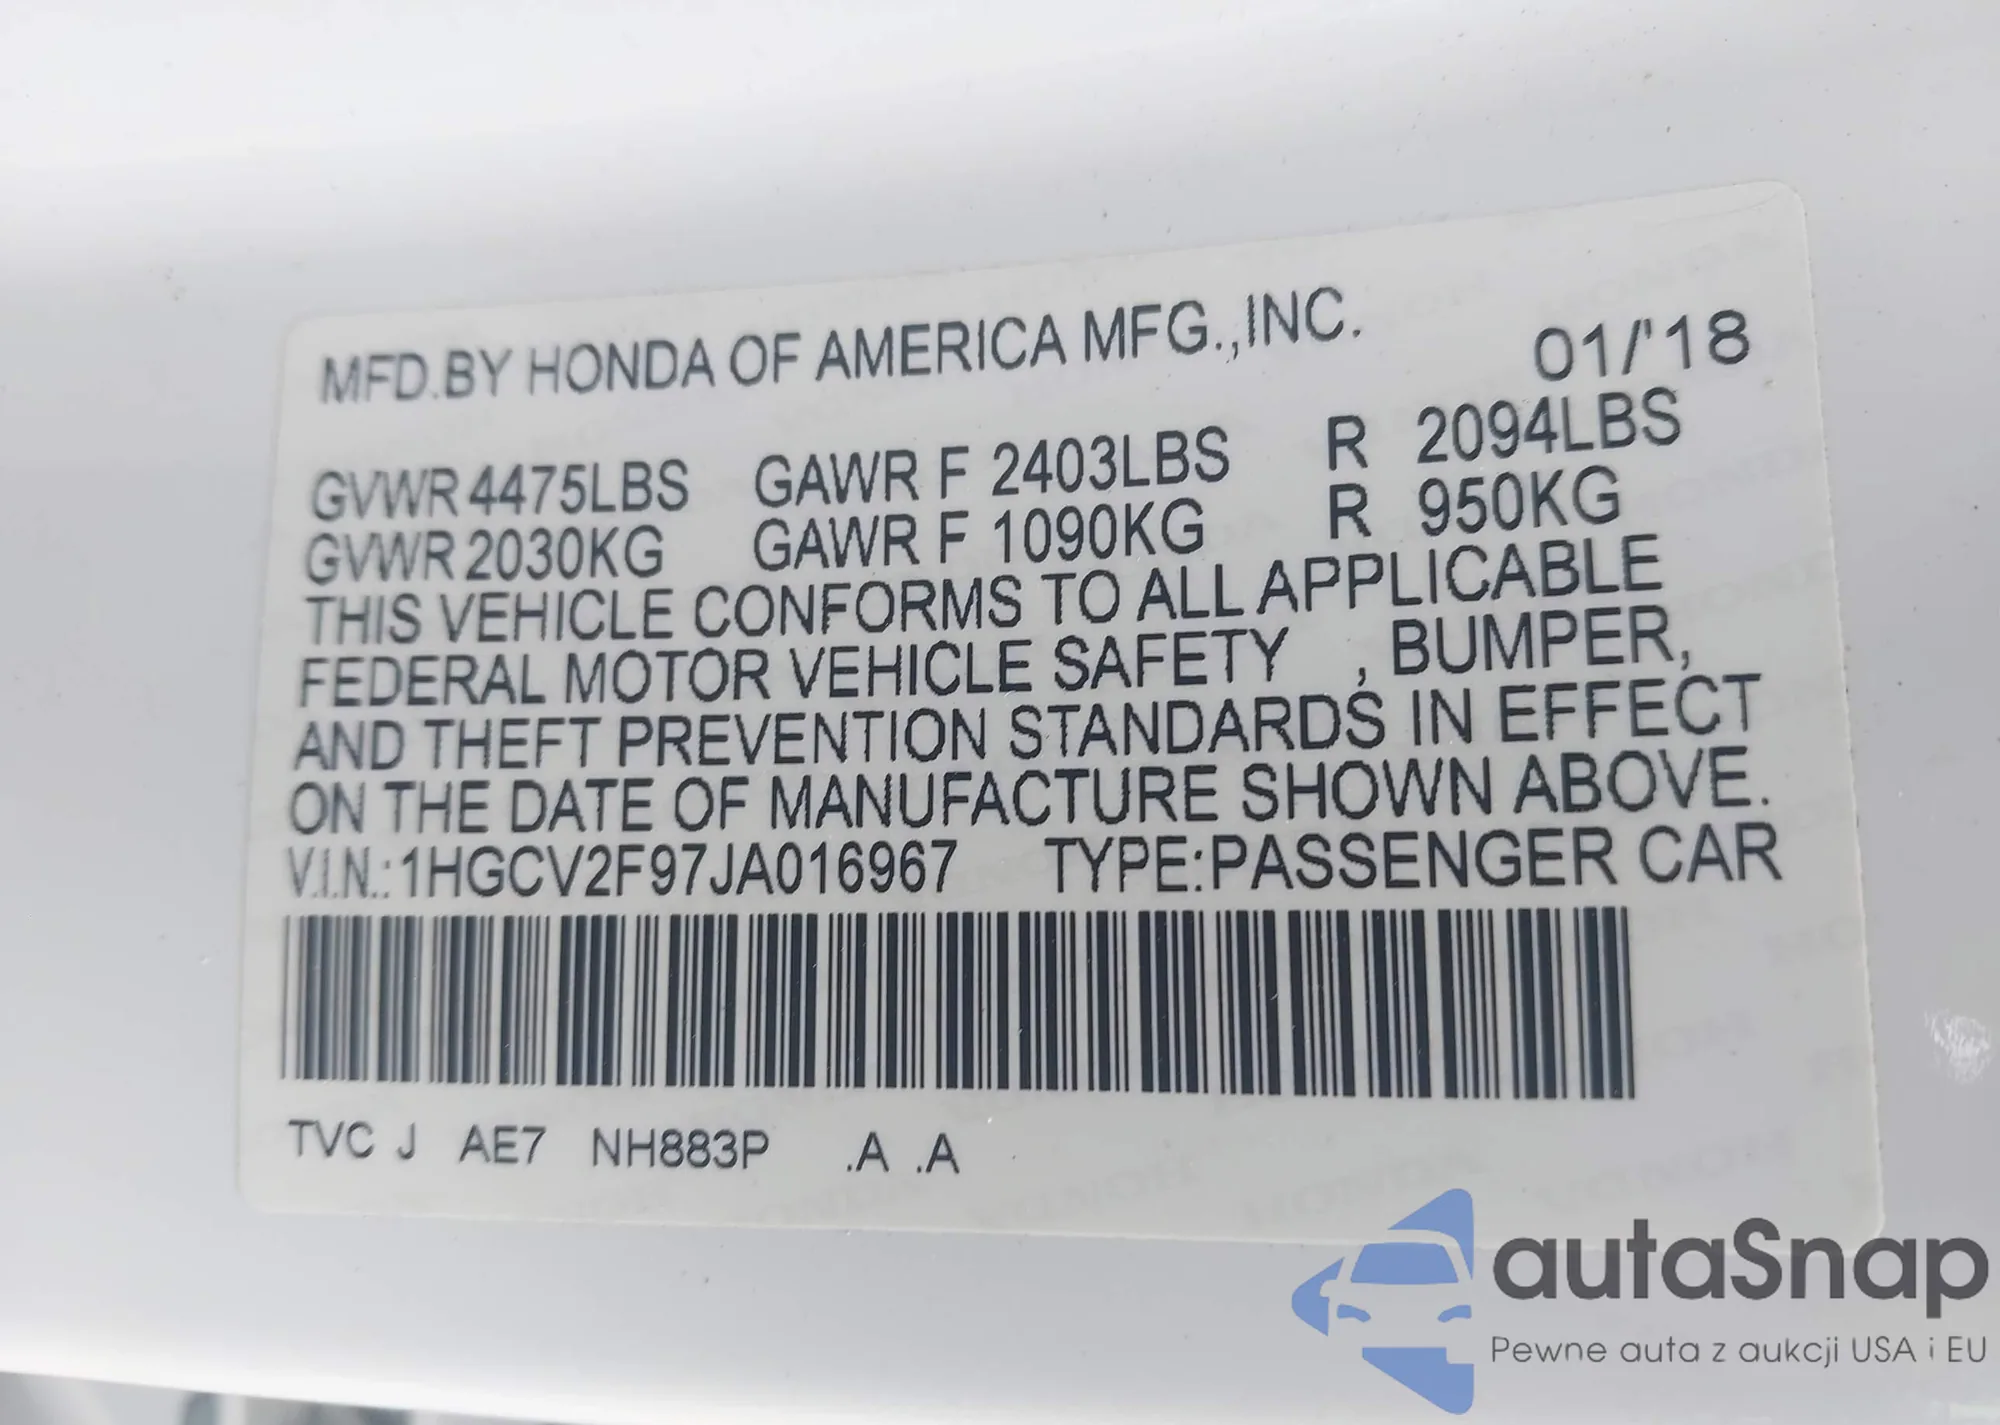 MFD.BY HONDA OF AMERICA MFG.,INC. 01/'18
GVWR 4475LBS GAWR F 2403LBS R 2094LBS
GVWR 2030KG GAWR F 1090KG R 950KG
THIS VEHICLE CONFORMS TO ALL APPLICABLE
FEDERAL MOTOR VEHICLE SAFETY , BUMPER,
AND THEFT PREVENTION STANDARDS IN EFFECT
ON THE DATE OF MANUFACTURE SHOWN ABOVE.
V.I.N.:1HGCV2F97JA016967 TYPE:PASSENGER CAR
TVC J AE7 NH883P .A .A
autaSnap
Pewne auta z aukcji USA i EU